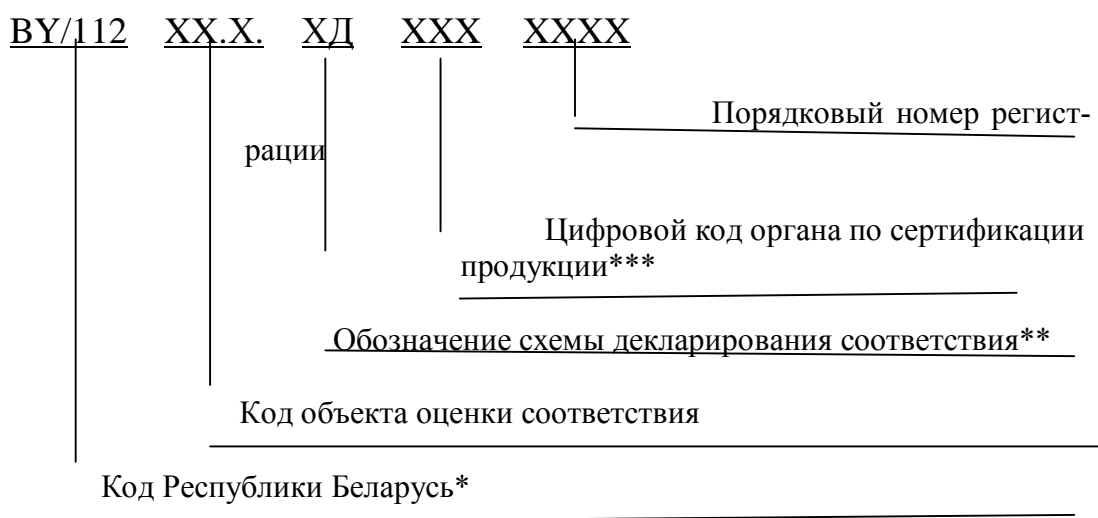 BY/112 XX.X. ХД XXX XXXX
Порядковый номер регист-
рации
Цифровой код органа по сертификации
продукции***
Обозначение схемы декларирования соответствия**
Код объекта оценки соответствия
Код Республики Беларусь*